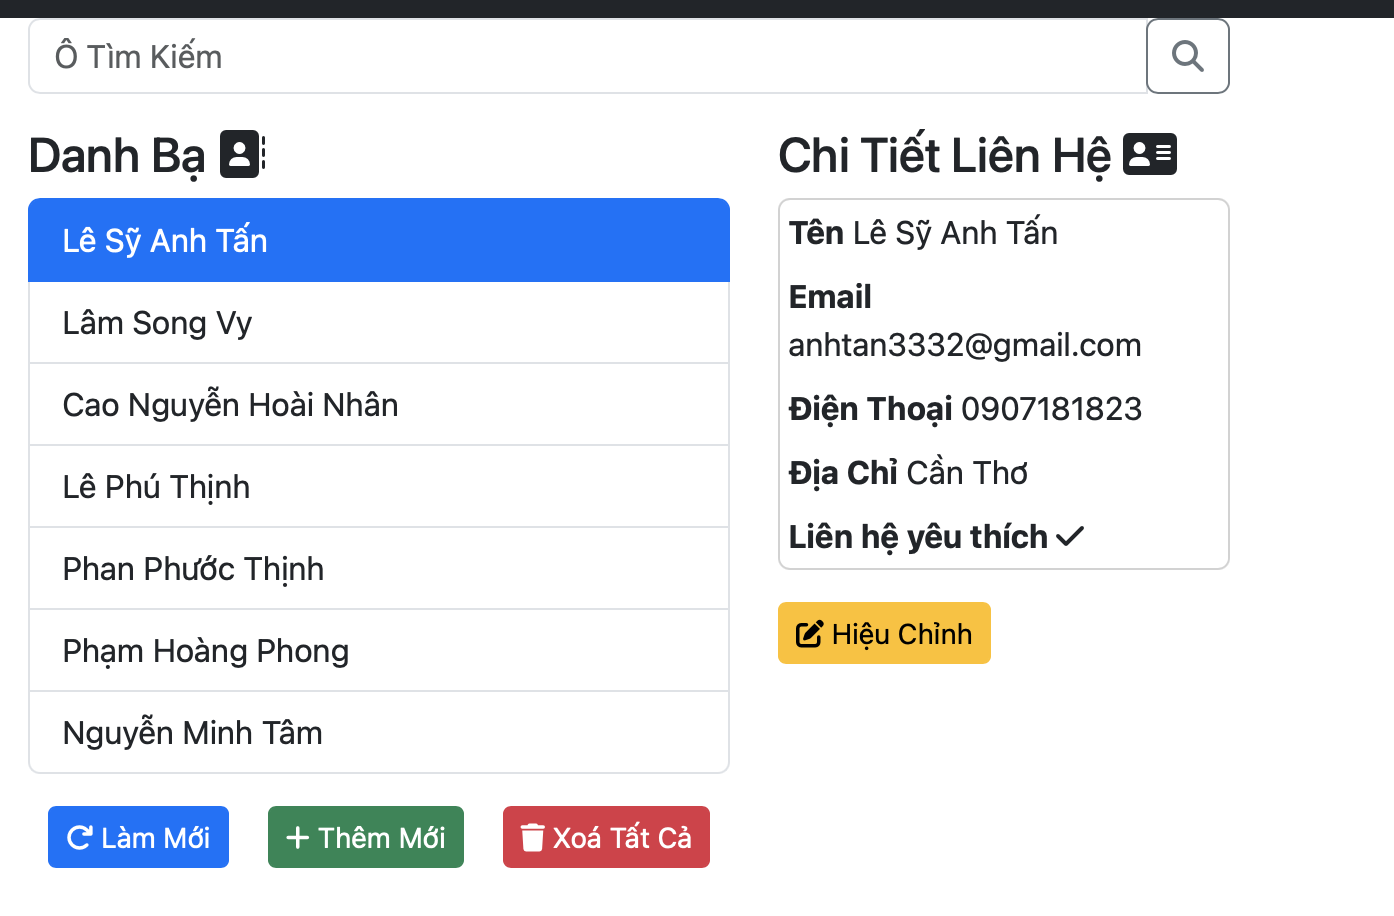 Ô Tìm Kiếm
Danh Bạ
Lê Sỹ Anh Tấn
Lâm Song Vy
Cao Nguyễn Hoài Nhân
Lê Phú Thịnh
Phan Phước Thịnh
Phạm Hoàng Phong
Nguyễn Minh Tâm
Làm Mới
Thêm Mới
Xoá Tất Cả
Chi Tiết Liên Hệ
Tên Lê Sỹ Anh Tấn
Email
anhtan3332@gmail.com
Điện Thoại 0907181823
Địa Chỉ Cần Thơ
Liên hệ yêu thích
Hiệu Chỉnh